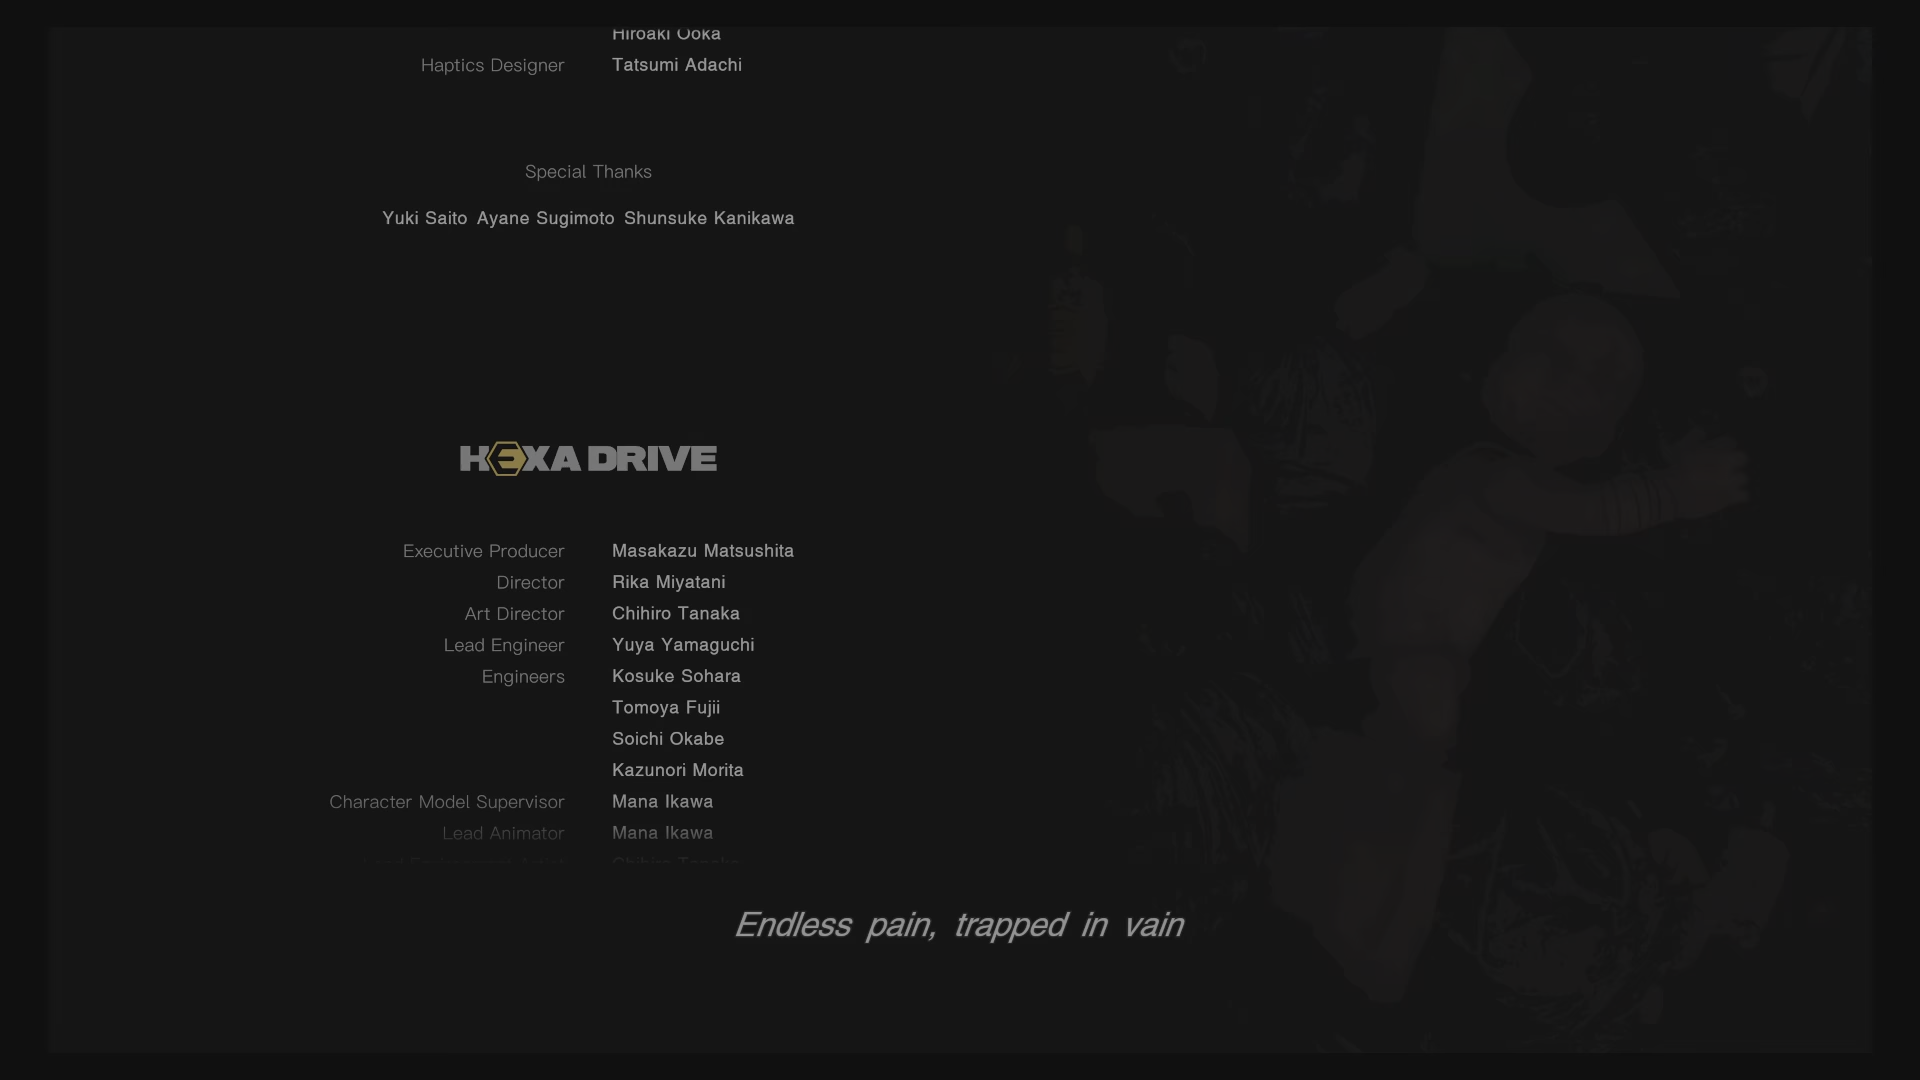 Hiroaki Ooka
Haptics Designer Tatsumi Adachi
Special Thanks
Yuki Saito Ayane Sugimoto Shunsuke Kanikawa
HEXA DRIVE
Executive Producer Masakazu Matsushita
Director Rika Miyatani
Art Director Chihiro Tanaka
Lead Engineer Yuya Yamaguchi
Engineers Kosuke Sohara
Tomoya Fujii
Soichi Okabe
Kazunori Morita
Character Model Supervisor Mana Ikawa
Lead Animator Mana Ikawa
Chihiro Tanaka
Endless pain, trapped in vain